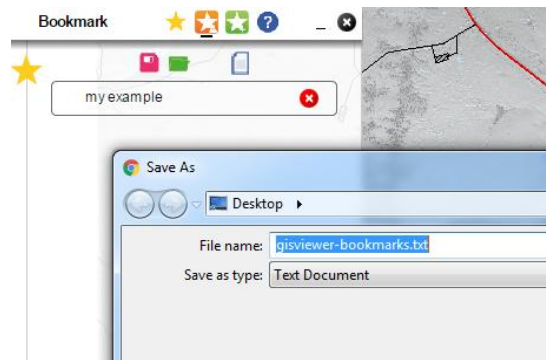 Bookmark
my example
Save As
Desktop
File name: gisviewer-bookmarks.txt
Save as type: Text Document